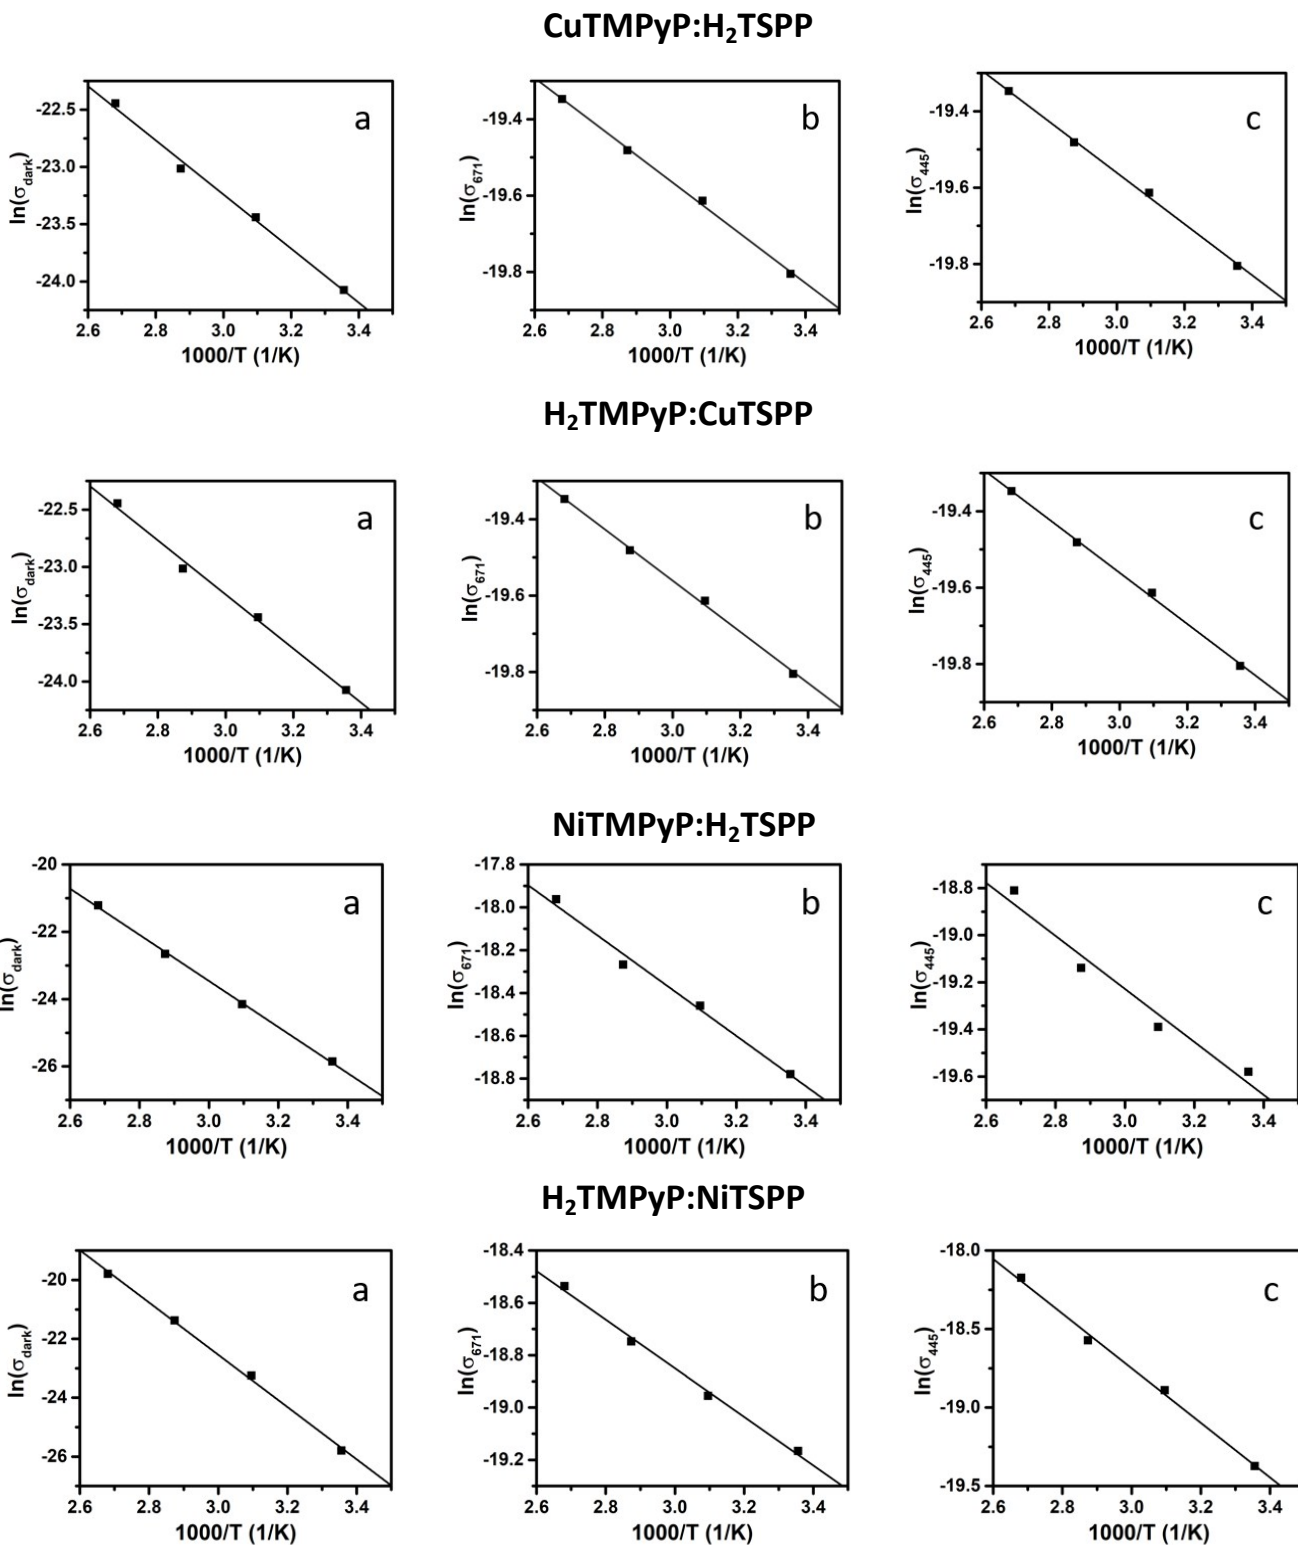 CuTMPyP:H₂TSPP
a
b
c
ln(σdark)
-22.5
-23.0
-23.5
-24.0
2.6 2.8 3.0 3.2 3.4
1000/T (1/K)
ln(σ671)
-19.4
-19.6
-19.8
2.6 2.8 3.0 3.2 3.4
1000/T (1/K)
ln(σ445)
-19.4
-19.6
-19.8
2.6 2.8 3.0 3.2 3.4
1000/T (1/K)
H₂TMPyP:CuTSPP
a
b
c
ln(σdark)
-22.5
-23.0
-23.5
-24.0
2.6 2.8 3.0 3.2 3.4
1000/T (1/K)
ln(σ671)
-19.4
-19.6
-19.8
2.6 2.8 3.0 3.2 3.4
1000/T (1/K)
ln(σ445)
-19.4
-19.6
-19.8
2.6 2.8 3.0 3.2 3.4
1000/T (1/K)
NiTMPyP:H₂TSPP
a
b
c
ln(σdark)
-20
-22
-24
-26
2.6 2.8 3.0 3.2 3.4
1000/T (1/K)
ln(σ671)
-17.8
-18.0
-18.2
-18.4
-18.6
-18.8
2.6 2.8 3.0 3.2 3.4
1000/T (1/K)
ln(σ445)
-18.8
-19.0
-19.2
-19.4
-19.6
2.6 2.8 3.0 3.2 3.4
1000/T (1/K)
H₂TMPyP:NiTSPP
a
b
c
ln(σdark)
-20
-22
-24
-26
2.6 2.8 3.0 3.2 3.4
1000/T (1/K)
ln(σ671)
-18.4
-18.6
-18.8
-19.0
-19.2
2.6 2.8 3.0 3.2 3.4
1000/T (1/K)
ln(σ445)
-18.0
-18.5
-19.0
-19.5
2.6 2.8 3.0 3.2 3.4
1000/T (1/K)